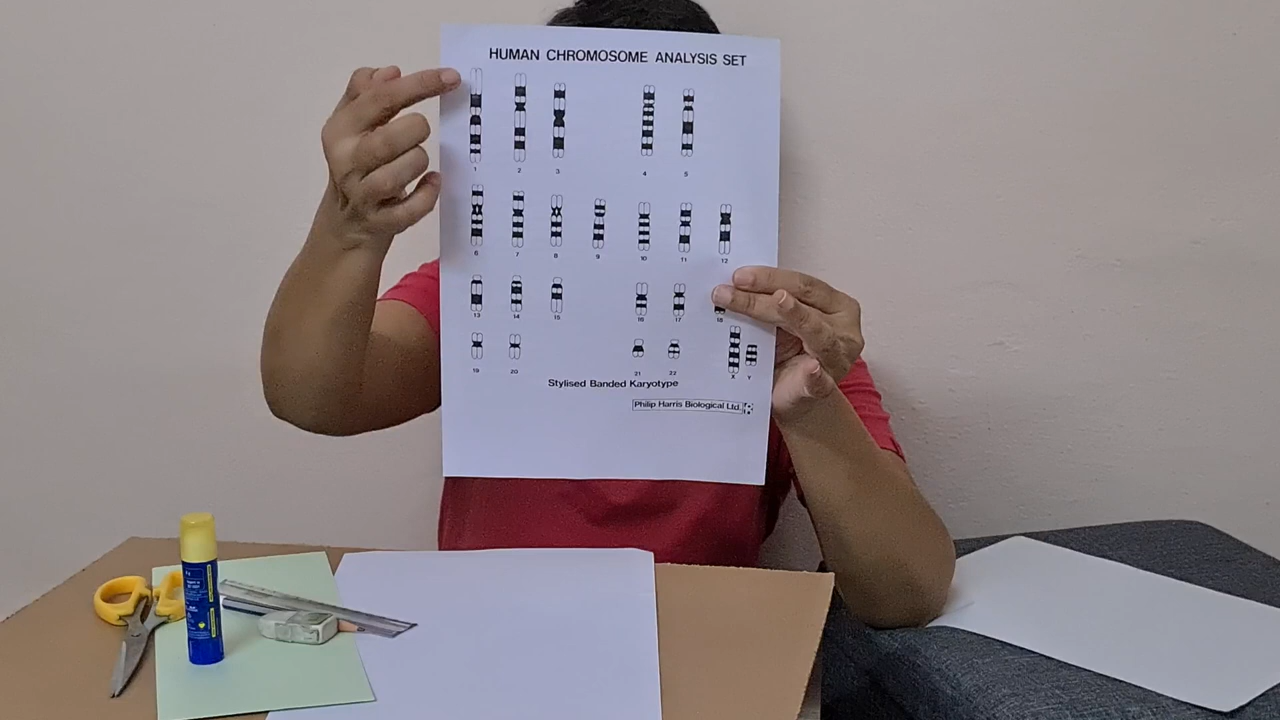 HUMAN CHROMOSOME ANALYSIS SET
1 2 3 4 5
6 7 8 9 10 11 12
13 14 15 16 17 18
19 20 21 22 X Y
Stylised Banded Karyotype
Philip Harris Biological Ltd.